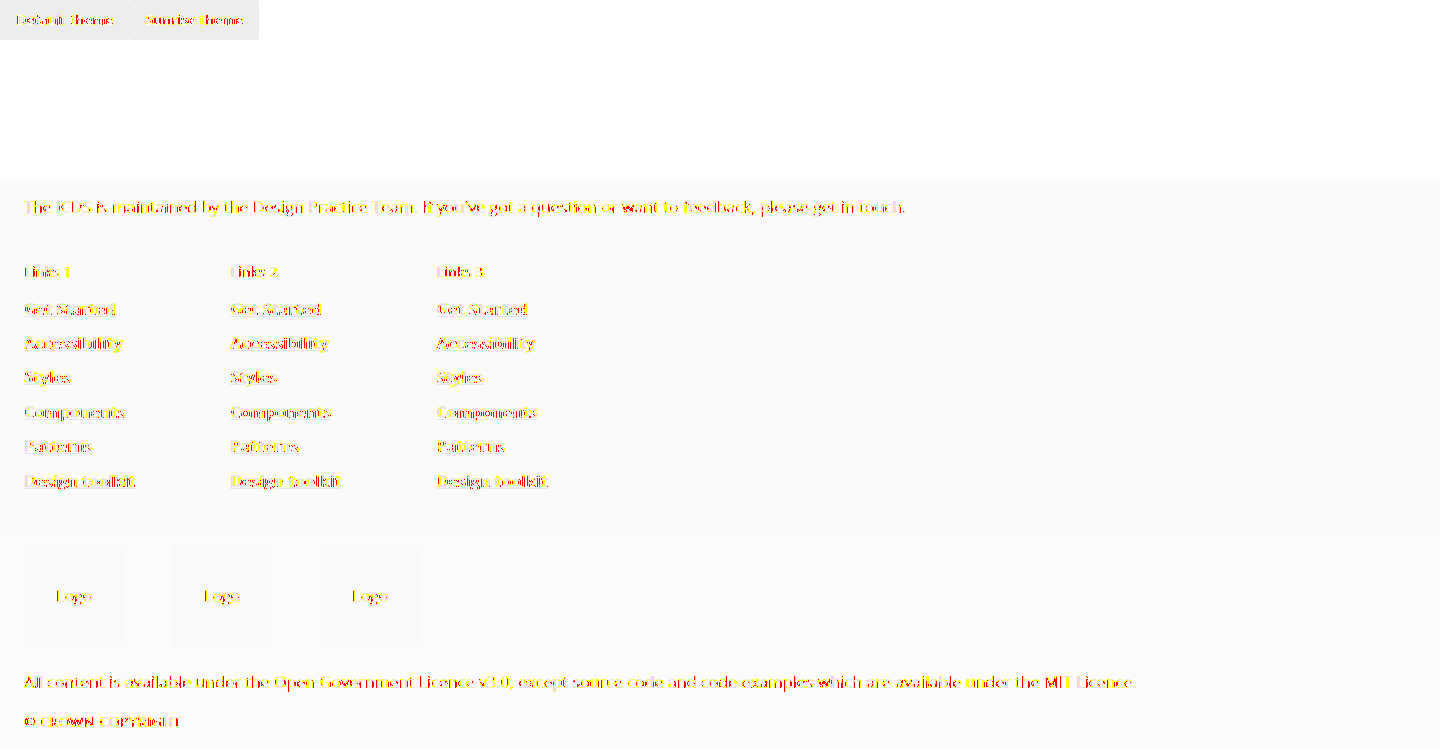 Default Theme Sunrise Theme
The ICDS is maintained by the Design Practice Team. If you've got a question or want to feedback, please get in touch.
Links 1 Links 2 Links 3
Get Started Get Started Get Started
Accessibility Accessibility Accessibility
Styles Styles Styles
Components Components Components
Patterns Patterns Patterns
Design toolkit Design toolkit Design toolkit
Logo Logo Logo
All content is available under the Open Government Licence v3.0, except source code and code examples which are available under the MIT Licence.
© CROWN COPYRIGHT